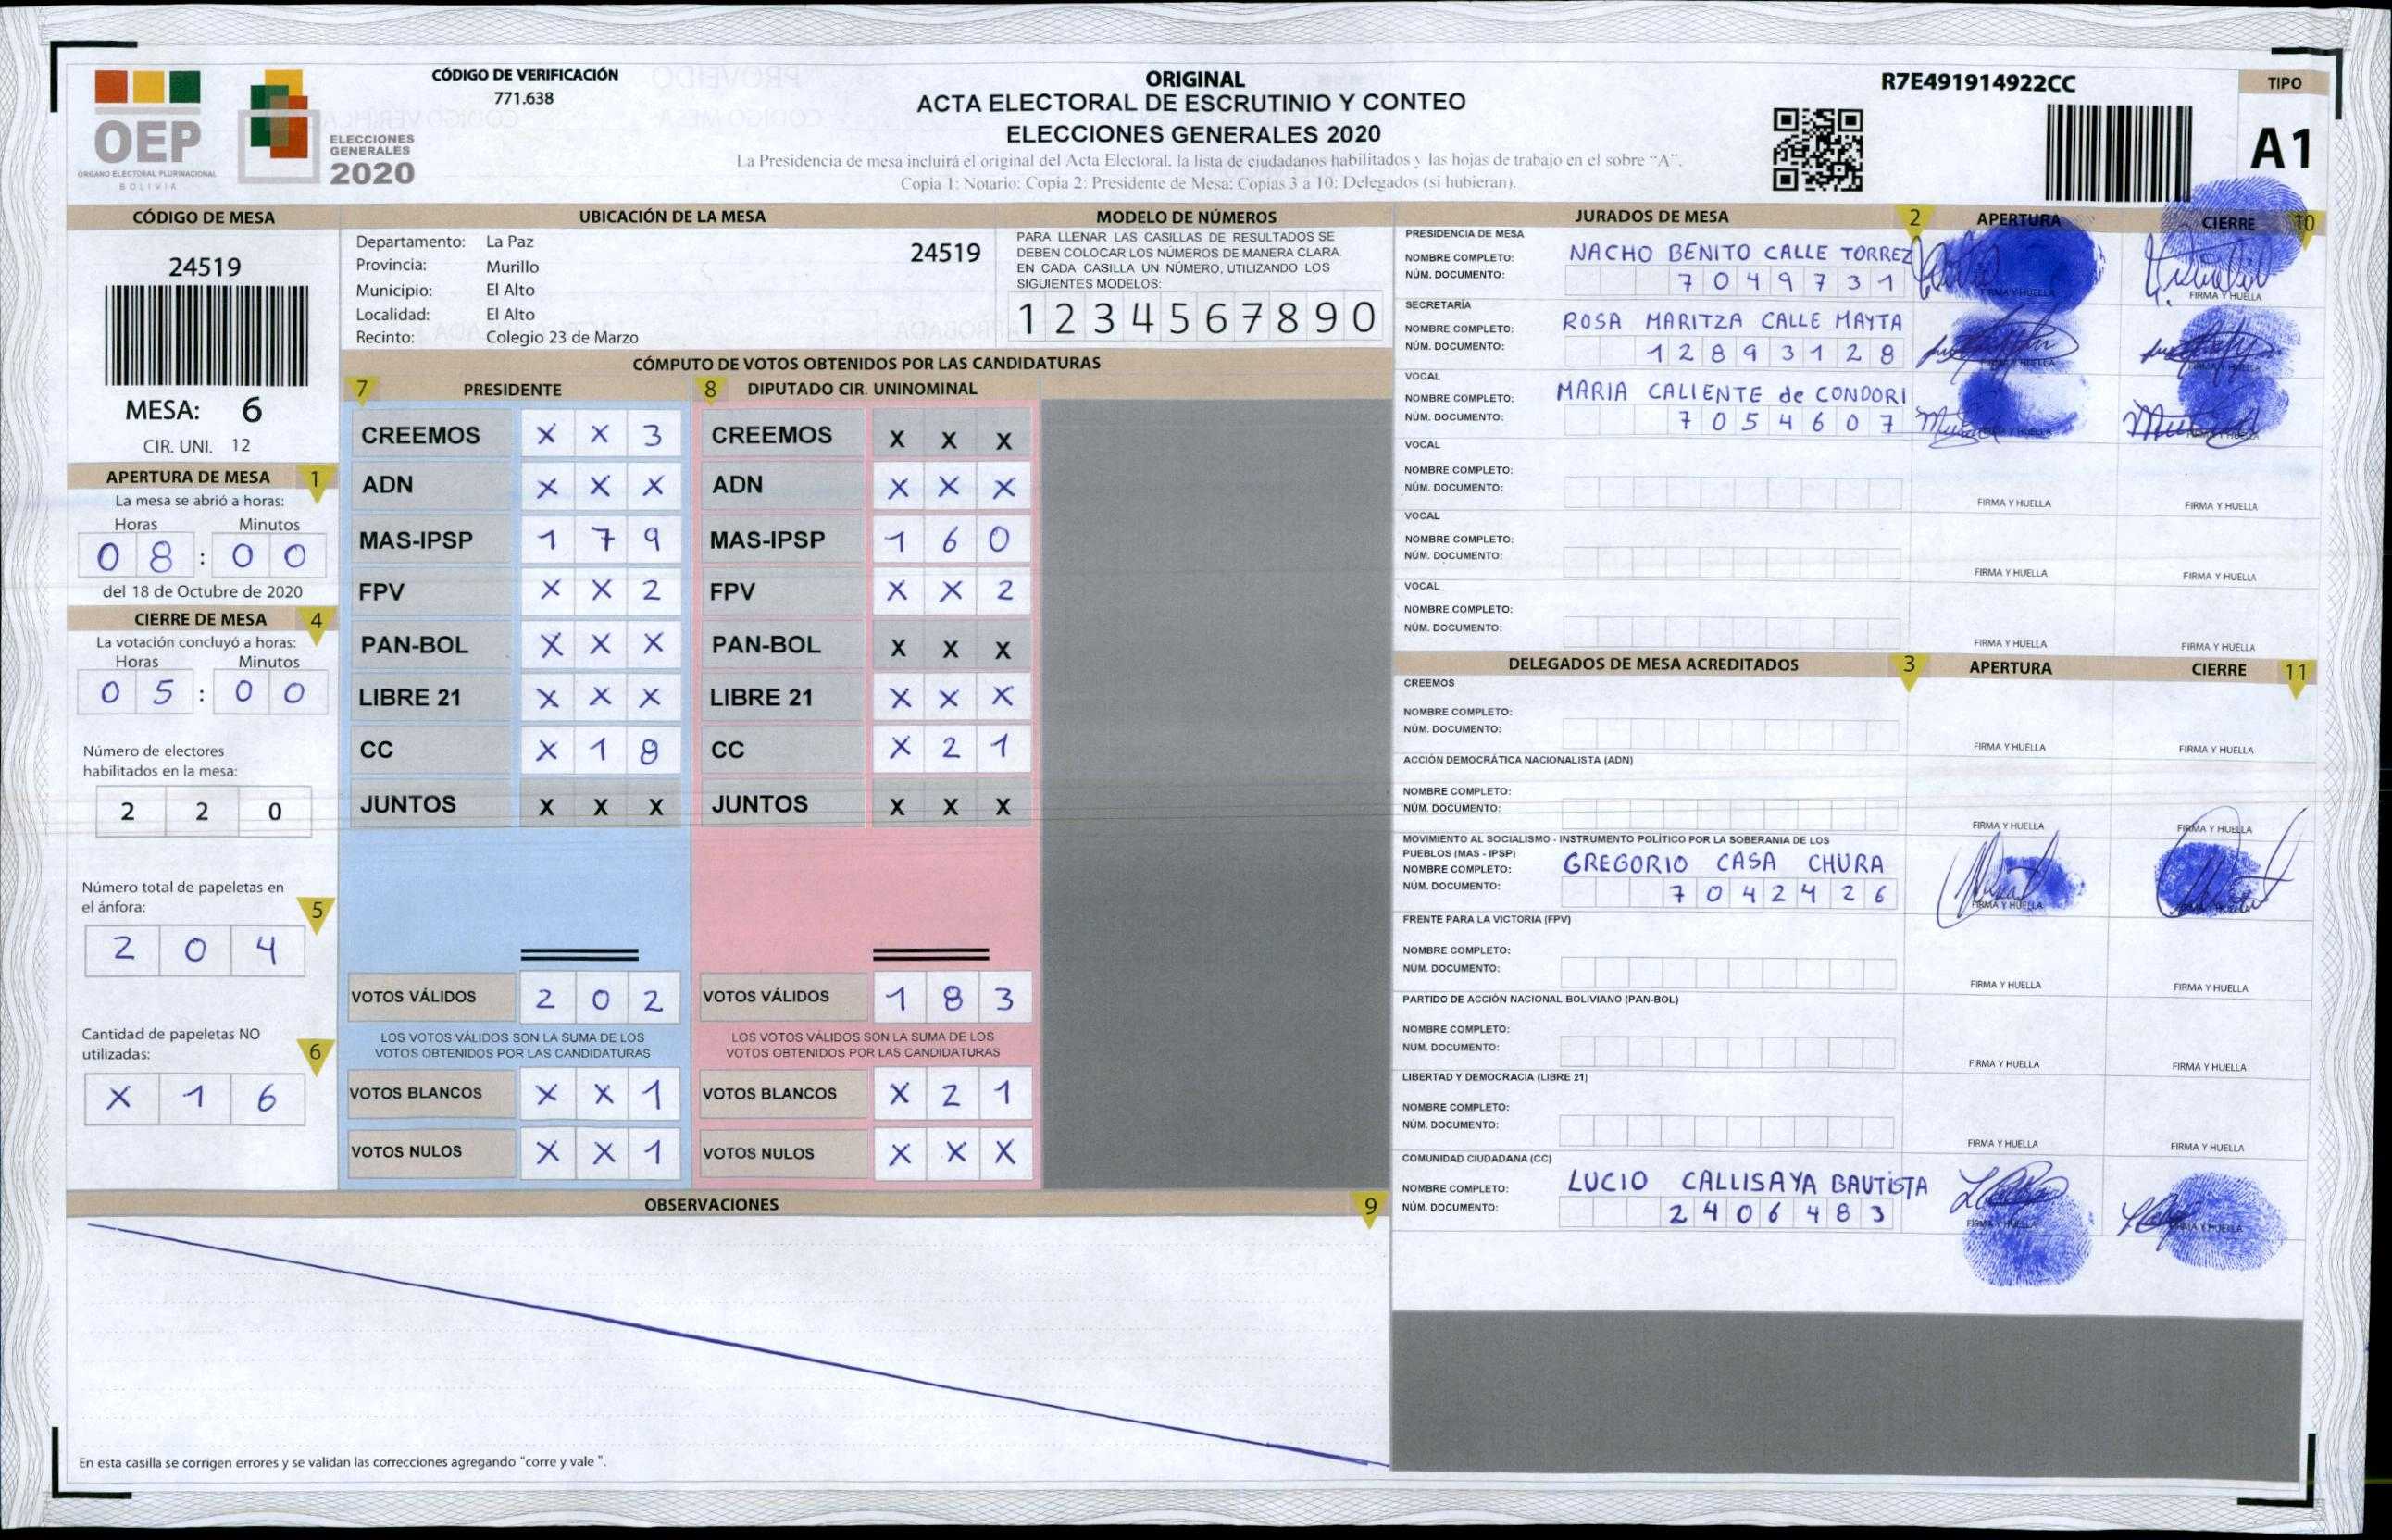 OEP
ÓRGANO ELECTORAL PLURINACIONAL
BOLIVIA
ELECCIONES
GENERALES
2020
CÓDIGO DE VERIFICACIÓN
771.638
ORIGINAL
ACTA ELECTORAL DE ESCRUTINIO Y CONTEO
ELECCIONES GENERALES 2020
La Presidencia de mesa incluirá el original del Acta Electoral, la lista de ciudadanos habilitados y las hojas de trabajo en el sobre "A".
Copia 1: Notario: Copia 2: Presidente de Mesa: Copias 3 a 10: Delegados (si hubieran).
R7E491914922CC
TIPO
A1
CÓDIGO DE MESA
24519
MESA: 6
CIR. UNI. 12
APERTURA DE MESA 1
La mesa se abrió a horas:
Horas Minutos
0 8 : 0 0
del 18 de Octubre de 2020
CIERRE DE MESA 4
La votación concluyó a horas:
Horas Minutos
0 5 : 0 0
Número de electores
habilitados en la mesa:
2 2 0
Número total de papeletas en
el ánfora: 5
2 0 4
Cantidad de papeletas NO
utilizadas: 6
X 1 6
UBICACIÓN DE LA MESA
Departamento: La Paz 24519
Provincia: Murillo
Municipio: El Alto
Localidad: El Alto
Recinto: Colegio 23 de Marzo
MODELO DE NÚMEROS
PARA LLENAR LAS CASILLAS DE RESULTADOS SE
DEBEN COLOCAR LOS NÚMEROS DE MANERA CLARA.
EN CADA CASILLA UN NÚMERO, UTILIZANDO LOS
SIGUIENTES MODELOS:
1 2 3 4 5 6 7 8 9 0
CÓMPUTO DE VOTOS OBTENIDOS POR LAS CANDIDATURAS
7 PRESIDENTE 8 DIPUTADO CIR. UNINOMINAL
CREEMOS X X 3 CREEMOS X X X
ADN X X X ADN X X X
MAS-IPSP 1 7 9 MAS-IPSP 1 6 0
FPV X X 2 FPV X X 2
PAN-BOL X X X PAN-BOL X X X
LIBRE 21 X X X LIBRE 21 X X X
CC X 1 8 CC X 2 1
JUNTOS X X X JUNTOS X X X
VOTOS VÁLIDOS 2 0 2 VOTOS VÁLIDOS 1 8 3
LOS VOTOS VÁLIDOS SON LA SUMA DE LOS LOS VOTOS VÁLIDOS SON LA SUMA DE LOS
VOTOS OBTENIDOS POR LAS CANDIDATURAS VOTOS OBTENIDOS POR LAS CANDIDATURAS
VOTOS BLANCOS X X 1 VOTOS BLANCOS X 2 1
VOTOS NULOS X X 1 VOTOS NULOS X X X
OBSERVACIONES 9
En esta casilla se corrigen errores y se validan las correcciones agregando "corre y vale ".
JURADOS DE MESA 2 APERTURA CIERRE 10
PRESIDENCIA DE MESA
NOMBRE COMPLETO: NACHO BENITO CALLE TORREZ
NÚM. DOCUMENTO: 7 0 4 9 7 3 1 FIRMA Y HUELLA FIRMA Y HUELLA
SECRETARÍA
NOMBRE COMPLETO: ROSA MARITZA CALLE MAYTA
NÚM. DOCUMENTO: 1 2 8 9 3 1 2 8 FIRMA Y HUELLA FIRMA Y HUELLA
VOCAL
NOMBRE COMPLETO: MARIA CALIENTE de CONDORI
NÚM. DOCUMENTO: 7 0 5 4 6 0 7 FIRMA Y HUELLA FIRMA Y HUELLA
VOCAL
NOMBRE COMPLETO:
NÚM. DOCUMENTO: FIRMA Y HUELLA FIRMA Y HUELLA
VOCAL
NOMBRE COMPLETO:
NÚM. DOCUMENTO: FIRMA Y HUELLA FIRMA Y HUELLA
VOCAL
NOMBRE COMPLETO:
NÚM. DOCUMENTO: FIRMA Y HUELLA FIRMA Y HUELLA
DELEGADOS DE MESA ACREDITADOS 3 APERTURA CIERRE 11
CREEMOS
NOMBRE COMPLETO:
NÚM. DOCUMENTO: FIRMA Y HUELLA FIRMA Y HUELLA
ACCIÓN DEMOCRÁTICA NACIONALISTA (ADN)
NOMBRE COMPLETO:
NÚM. DOCUMENTO: FIRMA Y HUELLA FIRMA Y HUELLA
MOVIMIENTO AL SOCIALISMO - INSTRUMENTO POLÍTICO POR LA SOBERANIA DE LOS
PUEBLOS (MAS - IPSP)
NOMBRE COMPLETO: GREGORIO CASA CHURA
NÚM. DOCUMENTO: 7 0 4 2 4 2 6 FIRMA Y HUELLA FIRMA Y HUELLA
FRENTE PARA LA VICTORIA (FPV)
NOMBRE COMPLETO:
NÚM. DOCUMENTO: FIRMA Y HUELLA FIRMA Y HUELLA
PARTIDO DE ACCIÓN NACIONAL BOLIVIANO (PAN-BOL)
NOMBRE COMPLETO:
NÚM. DOCUMENTO: FIRMA Y HUELLA FIRMA Y HUELLA
LIBERTAD Y DEMOCRACIA (LIBRE 21)
NOMBRE COMPLETO:
NÚM. DOCUMENTO: FIRMA Y HUELLA FIRMA Y HUELLA
COMUNIDAD CIUDADANA (CC)
NOMBRE COMPLETO: LUCIO CALLISAYA BAUTISTA
NÚM. DOCUMENTO: 2 4 0 6 4 8 3 FIRMA Y HUELLA FIRMA Y HUELLA